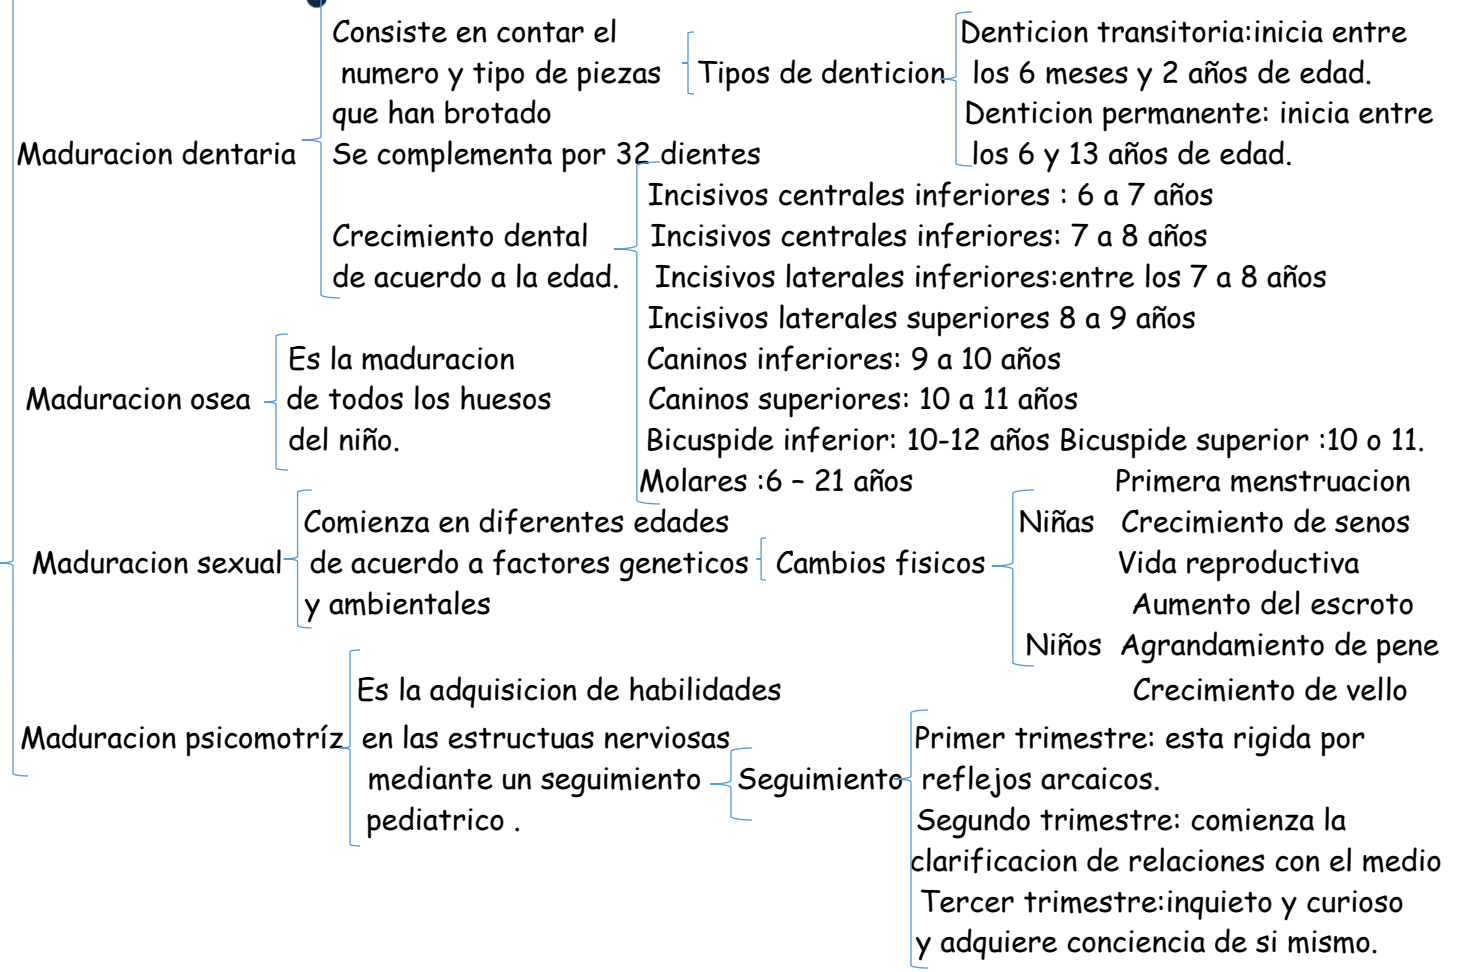 Consiste en contar el
numero y tipo de piezas
que han brotado
Se complementa por 32 dientes
Tipos de denticion
Denticion transitoria:inicia entre
los 6 meses y 2 años de edad.
Denticion permanente: inicia entre
los 6 y 13 años de edad.
Maduracion dentaria
Crecimiento dental
de acuerdo a la edad.
Incisivos centrales inferiores : 6 a 7 años
Incisivos centrales inferiores: 7 a 8 años
Incisivos laterales inferiores:entre los 7 a 8 años
Incisivos laterales superiores 8 a 9 años
Caninos inferiores: 9 a 10 años
Caninos superiores: 10 a 11 años
Bicuspide inferior: 10-12 años Bicuspide superior :10 o 11.
Molares :6 – 21 años
Maduracion osea
Es la maduracion
de todos los huesos
del niño.
Maduracion sexual
Comienza en diferentes edades
de acuerdo a factores geneticos
y ambientales
Cambios fisicos
Primera menstruacion
Niñas Crecimiento de senos
Vida reproductiva
Aumento del escroto
Niños Agrandamiento de pene
Crecimiento de vello
Maduracion psicomotríz
Es la adquisicion de habilidades
en las estructuas nerviosas
mediante un seguimiento
pediatrico .
Seguimiento
Primer trimestre: esta rigida por
reflejos arcaicos.
Segundo trimestre: comienza la
clarificacion de relaciones con el medio
Tercer trimestre:inquieto y curioso
y adquiere conciencia de si mismo.